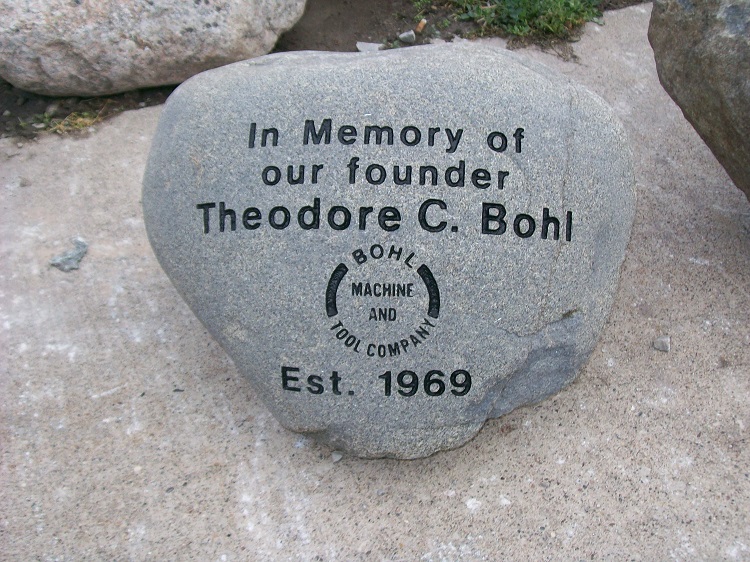 In Memory of
our founder
Theodore C. Bohl
BOHL
MACHINE
AND
TOOL COMPANY
Est. 1969